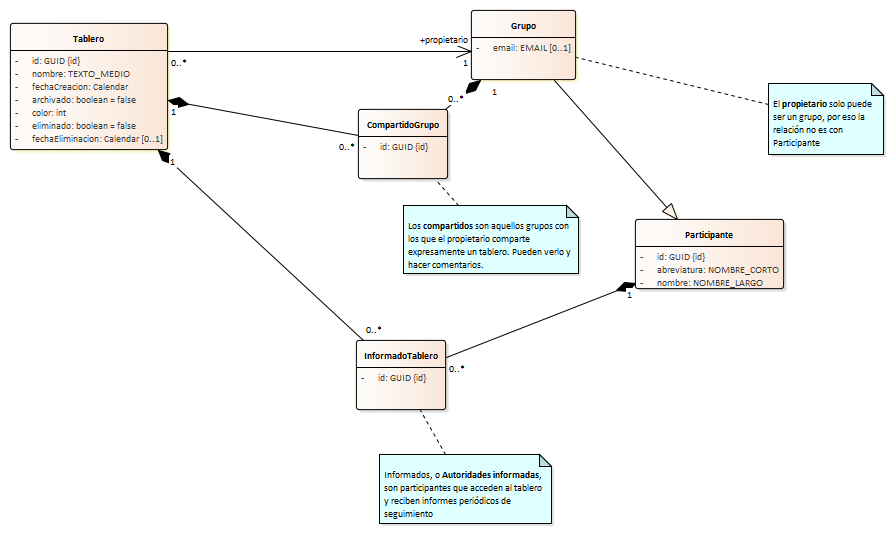 Tablero
- id: GUID {id}
- nombre: TEXTO_MEDIO
- fechaCreacion: Calendar
- archivado: boolean = false
- color: int
- eliminado: boolean = false
- fechaEliminacion: Calendar [0..1]
Grupo
- email: EMAIL [0..1]
+propietario
0..*
1
1
0..*
1
0..*
CompartidoGrupo
- id: GUID {id}
El propietario solo puede
ser un grupo, por eso la
relación no es con
Participante
Los compartidos son aquellos grupos con
los que el propietario comparte
expresamente un tablero. Pueden verlo y
hacer comentarios.
Participante
- id: GUID {id}
- abreviatura: NOMBRE_CORTO
- nombre: NOMBRE_LARGO
1
1
0..*
0..*
InformadoTablero
- id: GUID {id}
Informados, o Autoridades informadas,
son participantes que acceden al tablero
y reciben informes periódicos de
seguimiento